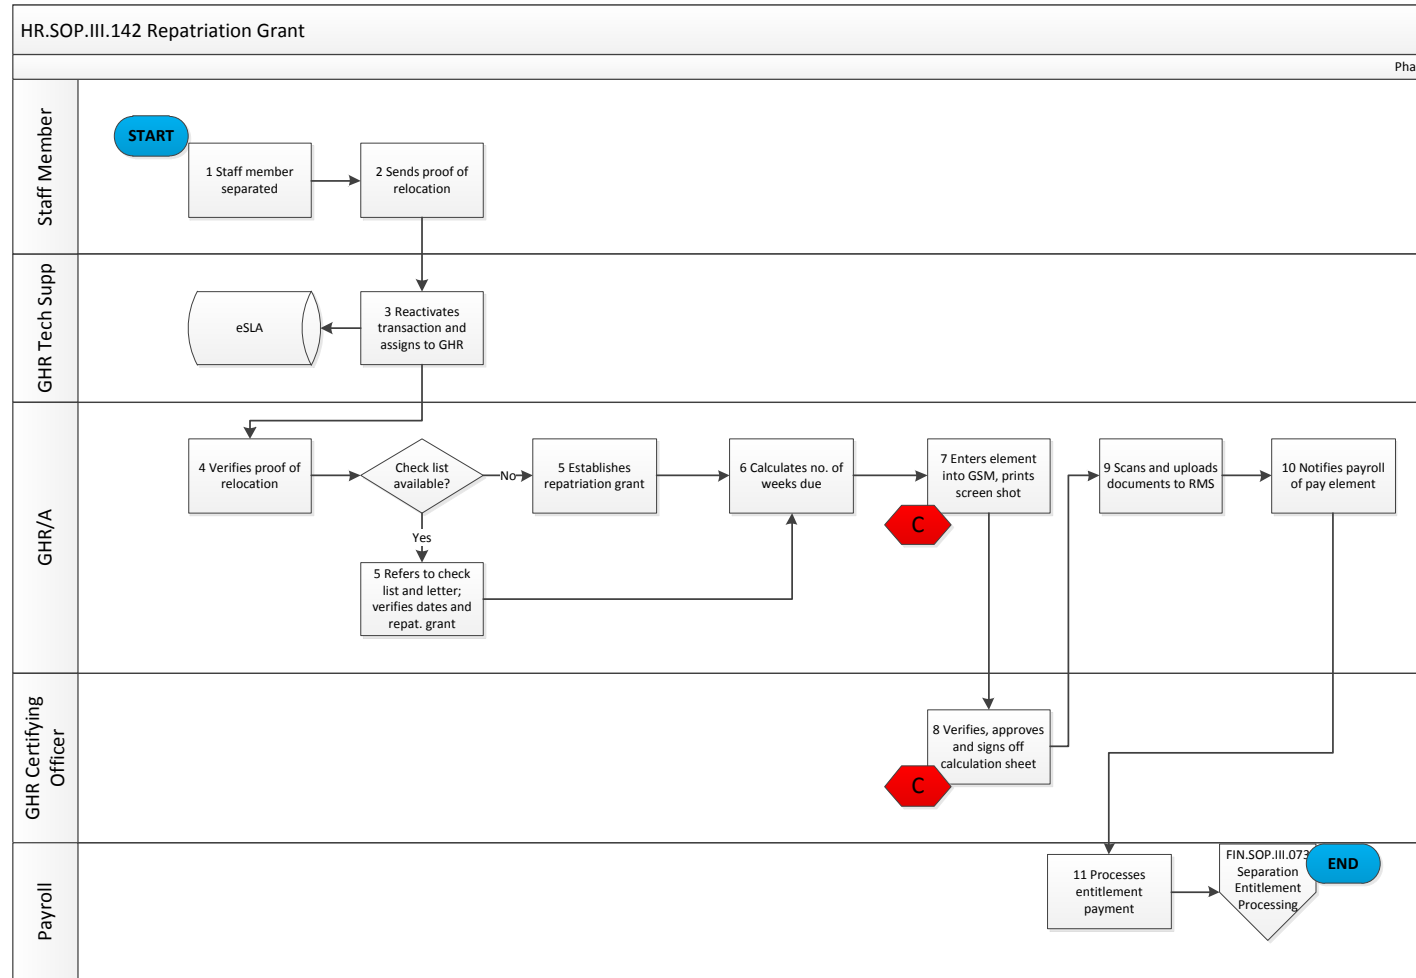 HR.SOP.III.142 Repatriation Grant
Pha
Staff Member
START
1 Staff member
separated
2 Sends proof of
relocation
GHR Tech Supp
eSLA
3 Reactivates
transaction and
assigns to GHR
GHR/A
4 Verifies proof of
relocation
Check list
available?
No
5 Establishes
repatriation grant
6 Calculates no. of
weeks due
7 Enters element
into GSM, prints
screen shot
C
9 Scans and uploads
documents to RMS
10 Notifies payroll
of pay element
Yes
5 Refers to check
list and letter;
verifies dates and
repat. grant
GHR Certifying
Officer
8 Verifies, approves
and signs off
calculation sheet
C
Payroll
11 Processes
entitlement
payment
FIN.SOP.III.073
Separation
Entitlement
Processing
END